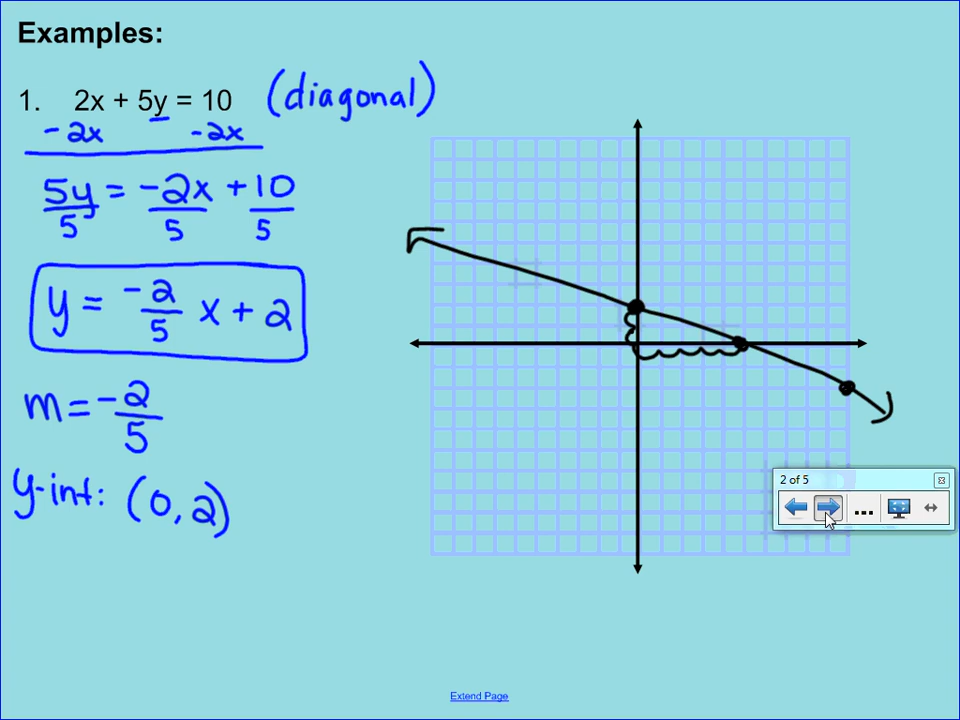 Examples:
1. 2x + 5y = 10 (diagonal)
-2x -2x
5y/5 = -2x/5 + 10/5
y = -2/5 x + 2
m = -2/5
y-int: (0, 2)
2 of 5
...
Extend Page